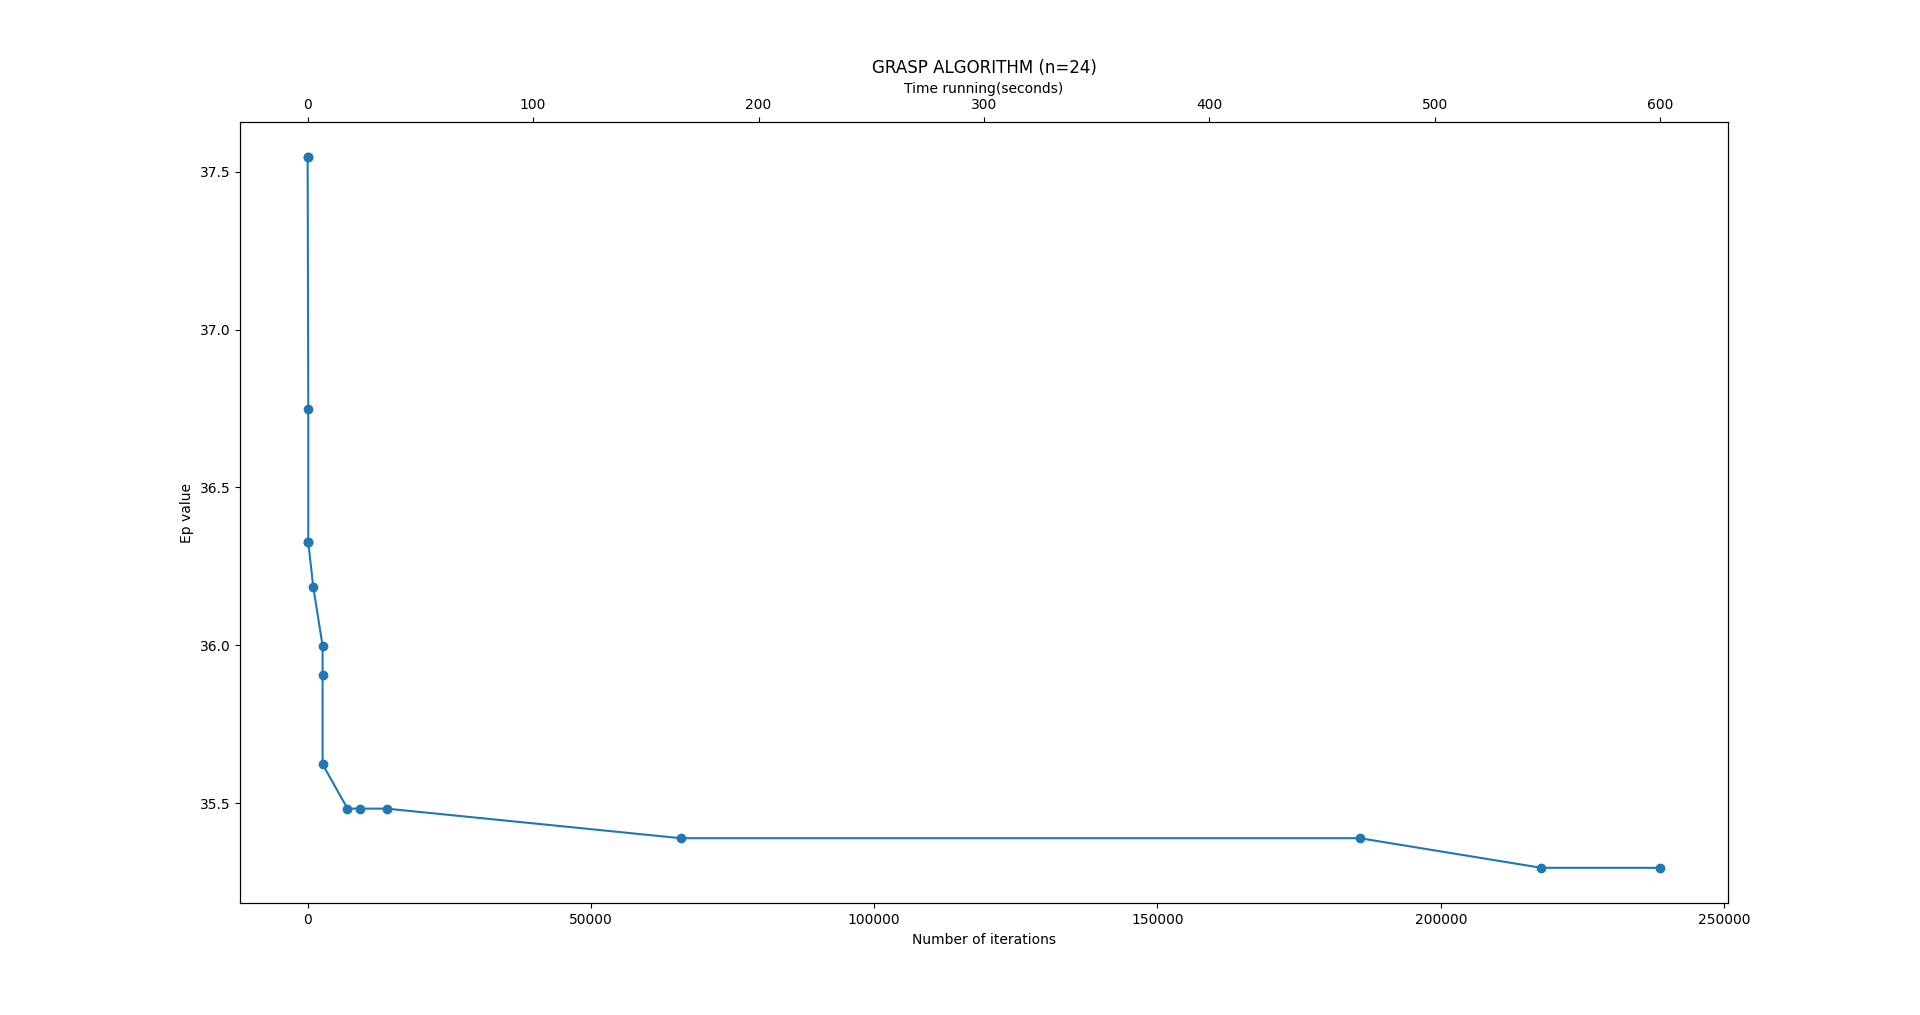 GRASP ALGORITHM (n=24)
Time running(seconds)
0 100 200 300 400 500 600
37.5
37.0
36.5
36.0
35.5
Ep value
0 50000 100000 150000 200000 250000
Number of iterations